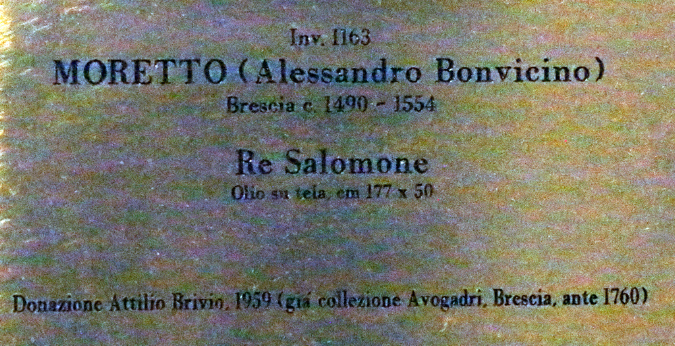 Inv. 1163
MORETTO (Alessandro Bonvicino)
Brescia c. 1490 - 1554
Re Salomone
Olio su tela, cm 177 x 50
Donazione Attilio Brivio, 1959 (già collezione Avogadri, Brescia, ante 1760)